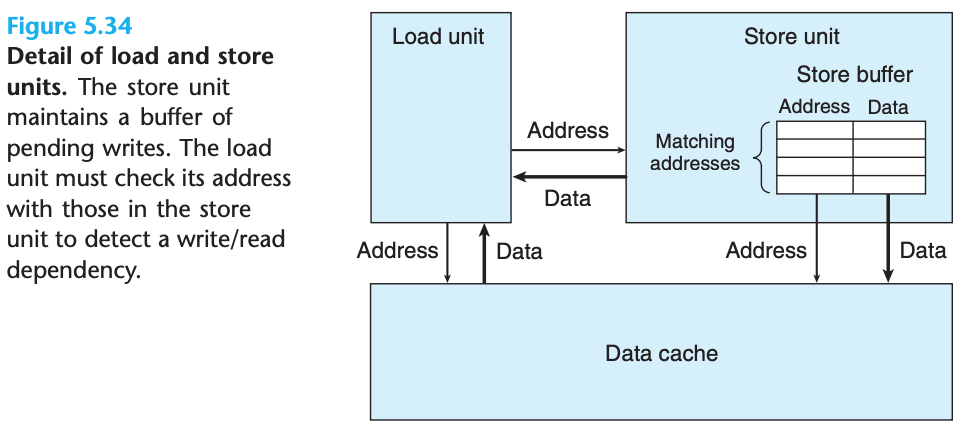 Figure 5.34
Detail of load and store
units. The store unit
maintains a buffer of
pending writes. The load
unit must check its address
with those in the store
unit to detect a write/read
dependency.
Load unit
Store unit
Store buffer
Address Data
Matching
addresses
Address
Data
Address
Data
Address
Data
Data cache